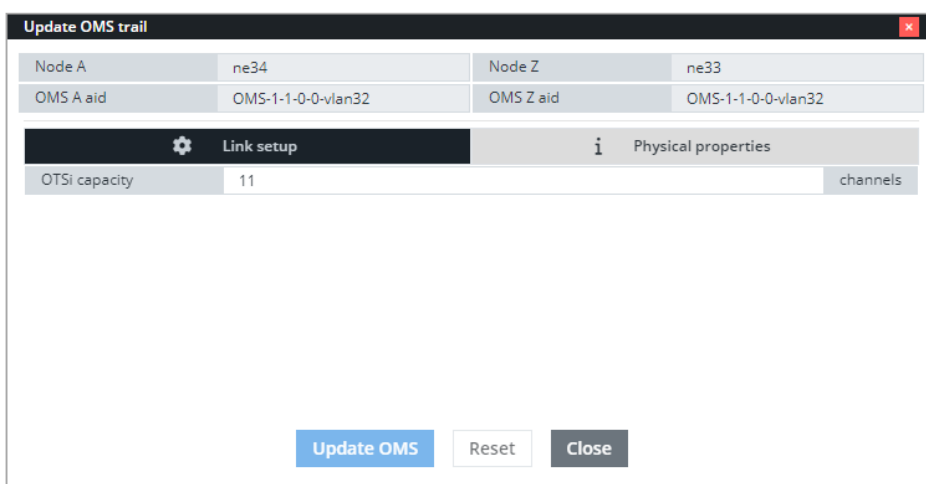 Update OMS trail ×
Node A ne34 Node Z ne33
OMS A aid OMS-1-1-0-0-vlan32 OMS Z aid OMS-1-1-0-0-vlan32
Link setup i Physical properties
OTSi capacity 11 channels
Update OMS Reset Close